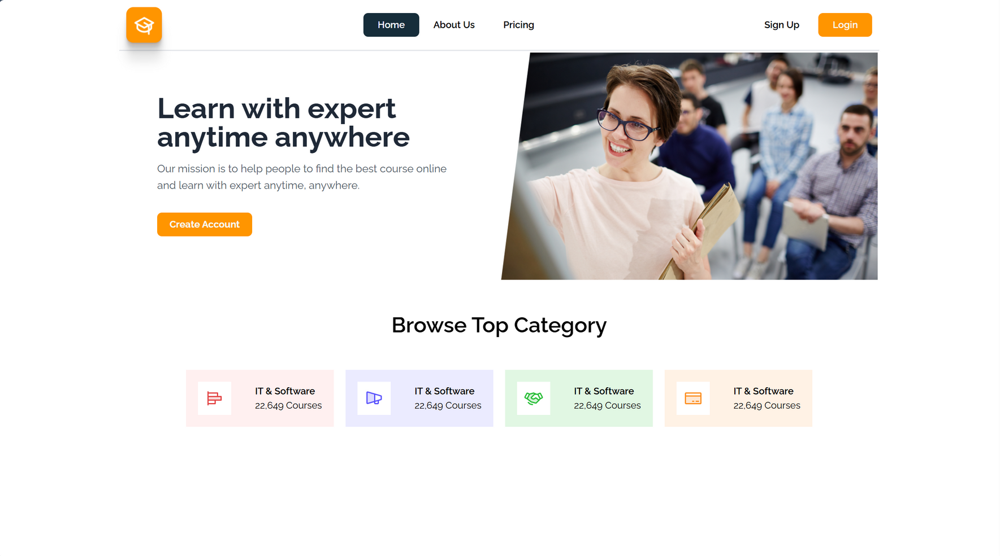 Home
About Us
Pricing
Sign Up
Login
Learn with expert
anytime anywhere
Our mission is to help people to find the best course online
and learn with expert anytime, anywhere.
Create Account
Browse Top Category
IT & Software
22,649 Courses
IT & Software
22,649 Courses
IT & Software
22,649 Courses
IT & Software
22,649 Courses